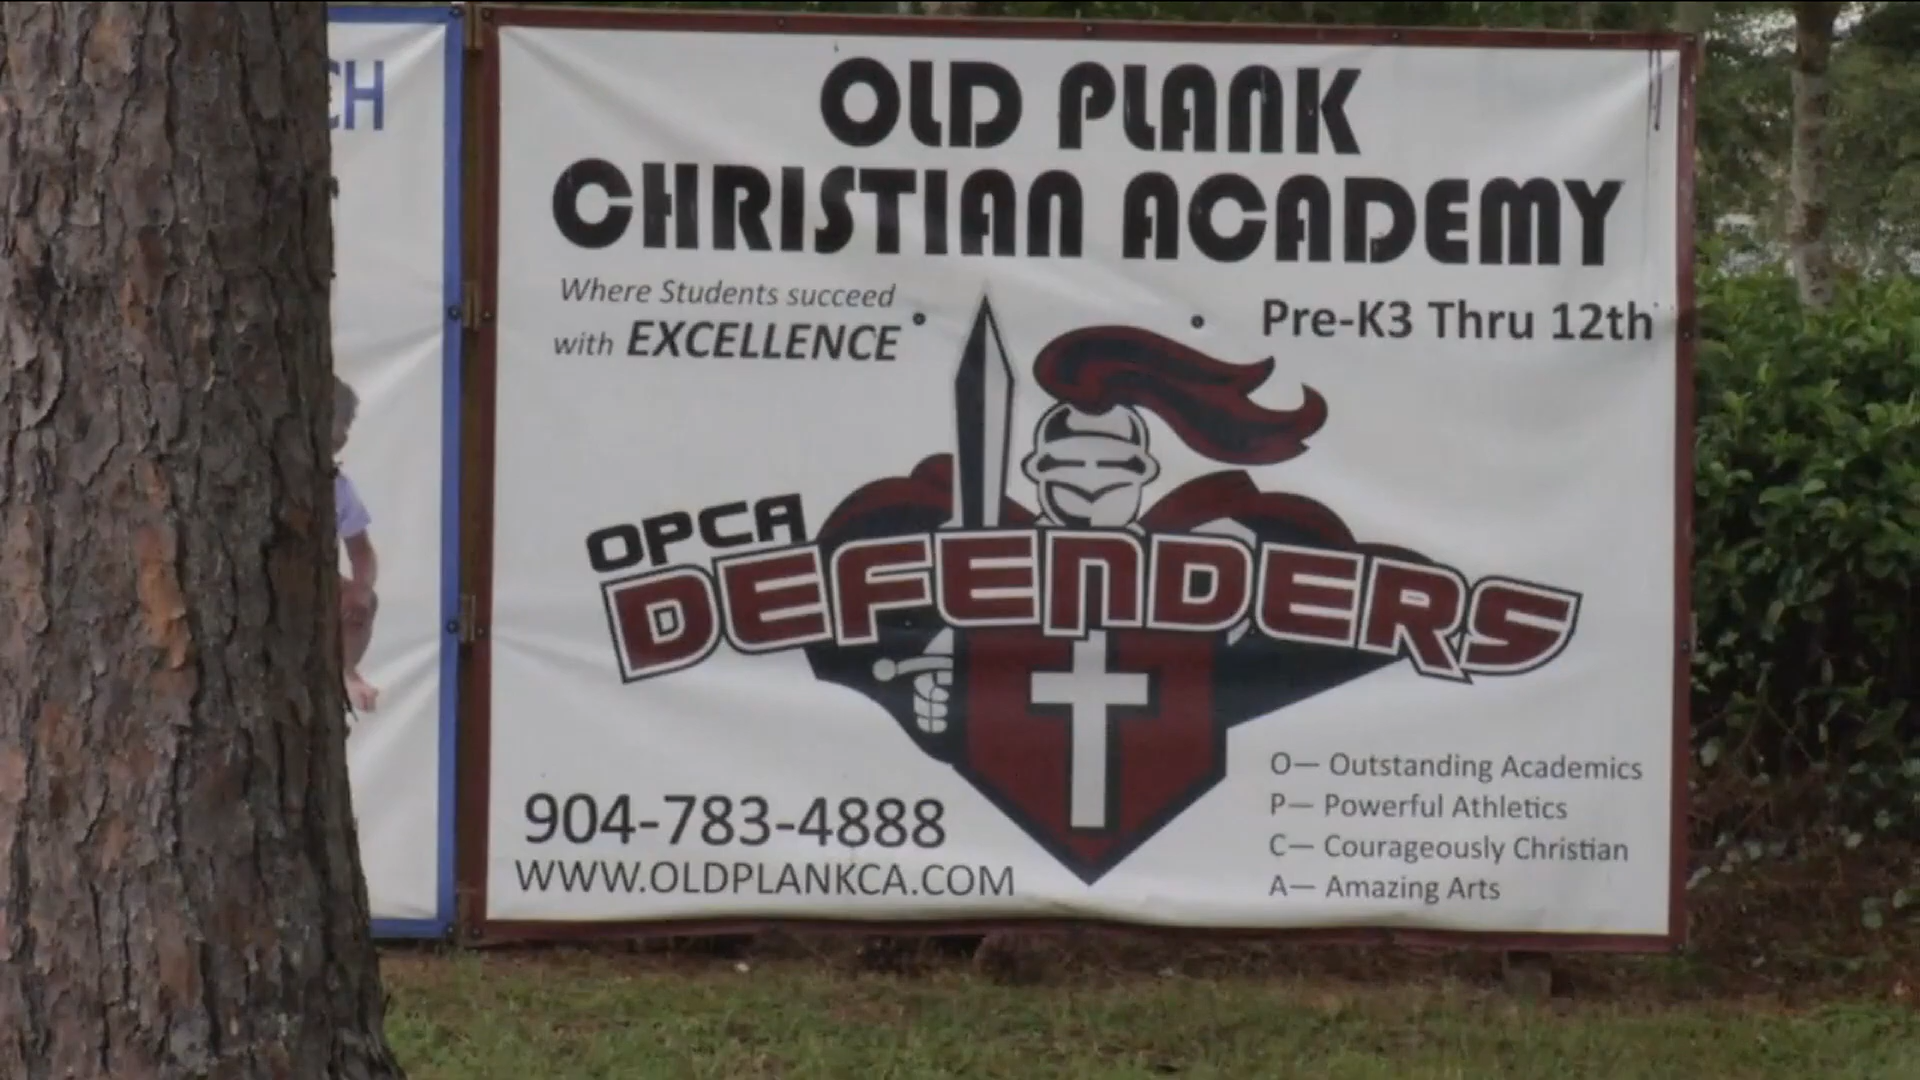 CH
OLD PLANK
CHRISTIAN ACADEMY
Where Students succeed
with EXCELLENCE
Pre-K3 Thru 12th
OPCA
DEFENDERS
904-783-4888
WWW.OLDPLANKCA.COM
O— Outstanding Academics
P— Powerful Athletics
C— Courageously Christian
A— Amazing Arts